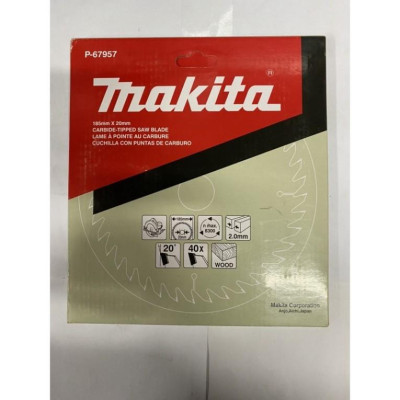 P-67957
makita
165mm X 20mm
CARBIDE-TIPPED SAW BLADE
LAME À POINTE AU CARBURE
CUCHILLA CON PUNTAS DE CARBURO
n max.
2.0mm
20°
40x
WOOD
Makita Corporation